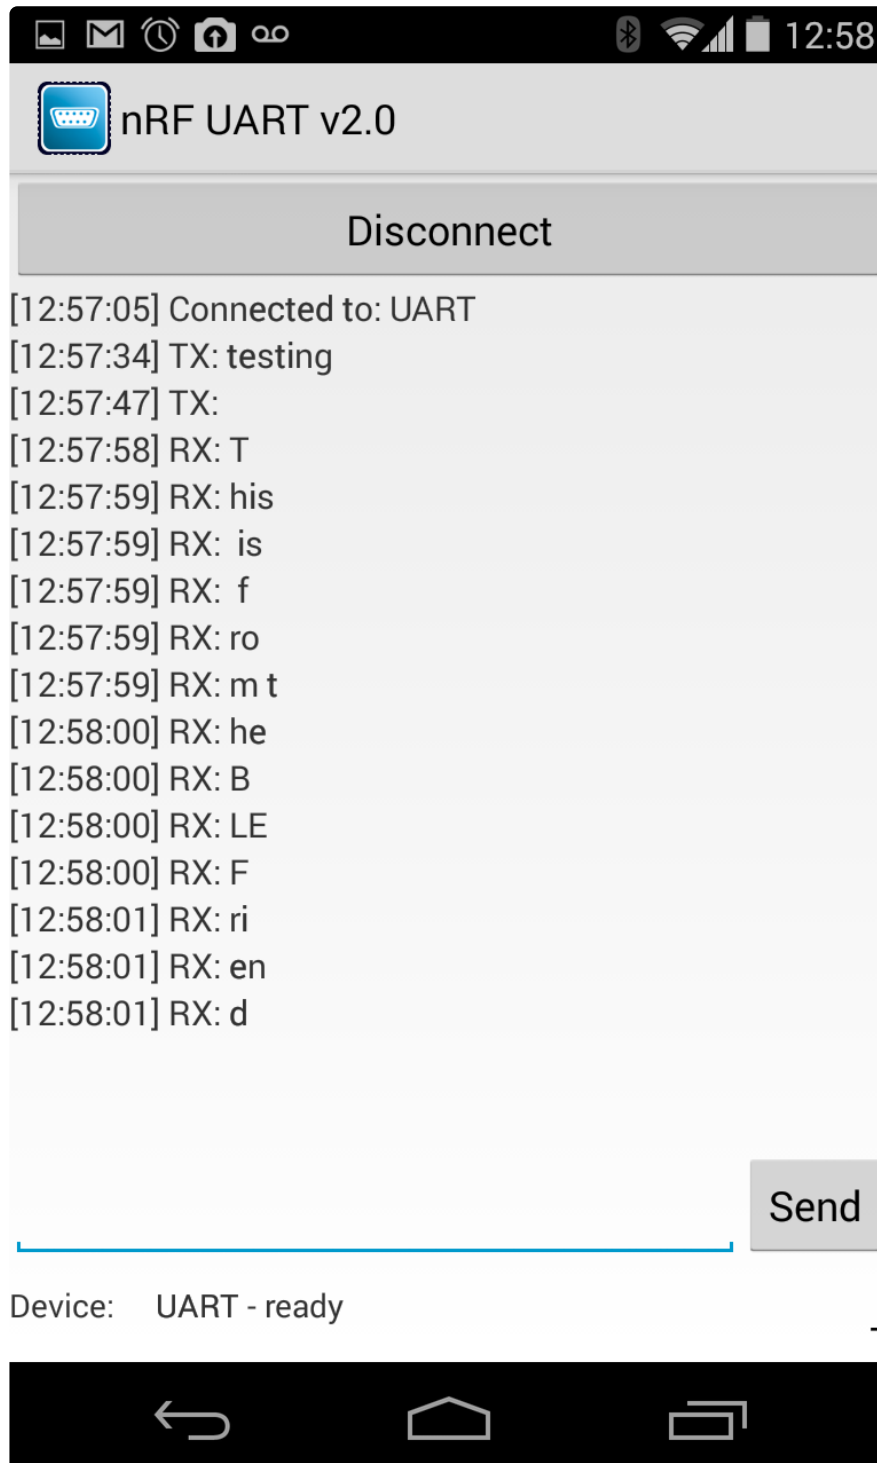 12:58
nRF UART v2.0
Disconnect
[12:57:05] Connected to: UART
[12:57:34] TX: testing
[12:57:47] TX:
[12:57:58] RX: T
[12:57:59] RX: his
[12:57:59] RX:  is
[12:57:59] RX:  f
[12:57:59] RX: ro
[12:57:59] RX: m t
[12:58:00] RX: he
[12:58:00] RX: B
[12:58:00] RX: LE
[12:58:00] RX: F
[12:58:01] RX: ri
[12:58:01] RX: en
[12:58:01] RX: d
Send
Device: UART - ready